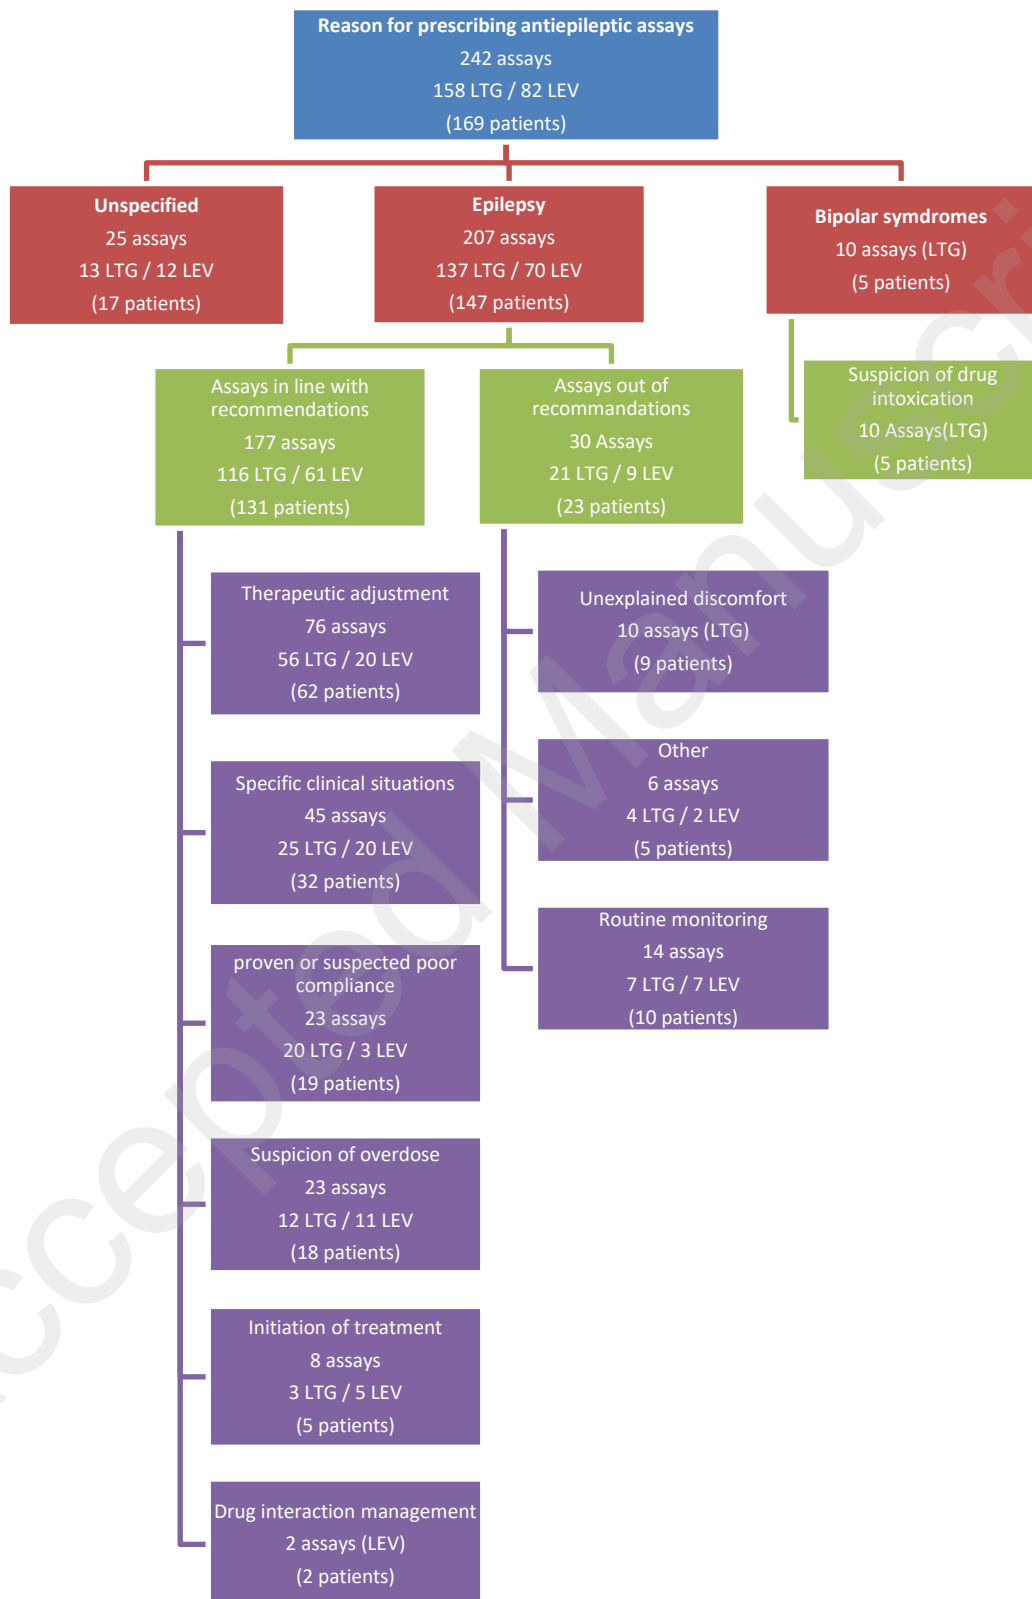 Reason for prescribing antiepileptic assays
242 assays
158 LTG / 82 LEV
(169 patients)
Unspecified
25 assays
13 LTG / 12 LEV
(17 patients)
Epilepsy
207 assays
137 LTG / 70 LEV
(147 patients)
Bipolar symdromes
10 assays (LTG)
(5 patients)
Assays in line with
recommendations
177 assays
116 LTG / 61 LEV
(131 patients)
Assays out of
recommandations
30 Assays
21 LTG / 9 LEV
(23 patients)
Suspicion of drug
intoxication
10 Assays(LTG)
(5 patients)
Therapeutic adjustment
76 assays
56 LTG / 20 LEV
(62 patients)
Specific clinical situations
45 assays
25 LTG / 20 LEV
(32 patients)
proven or suspected poor
compliance
23 assays
20 LTG / 3 LEV
(19 patients)
Suspicion of overdose
23 assays
12 LTG / 11 LEV
(18 patients)
Initiation of treatment
8 assays
3 LTG / 5 LEV
(5 patients)
Drug interaction management
2 assays (LEV)
(2 patients)
Unexplained discomfort
10 assays (LTG)
(9 patients)
Other
6 assays
4 LTG / 2 LEV
(5 patients)
Routine monitoring
14 assays
7 LTG / 7 LEV
(10 patients)
ccepted Manuscri